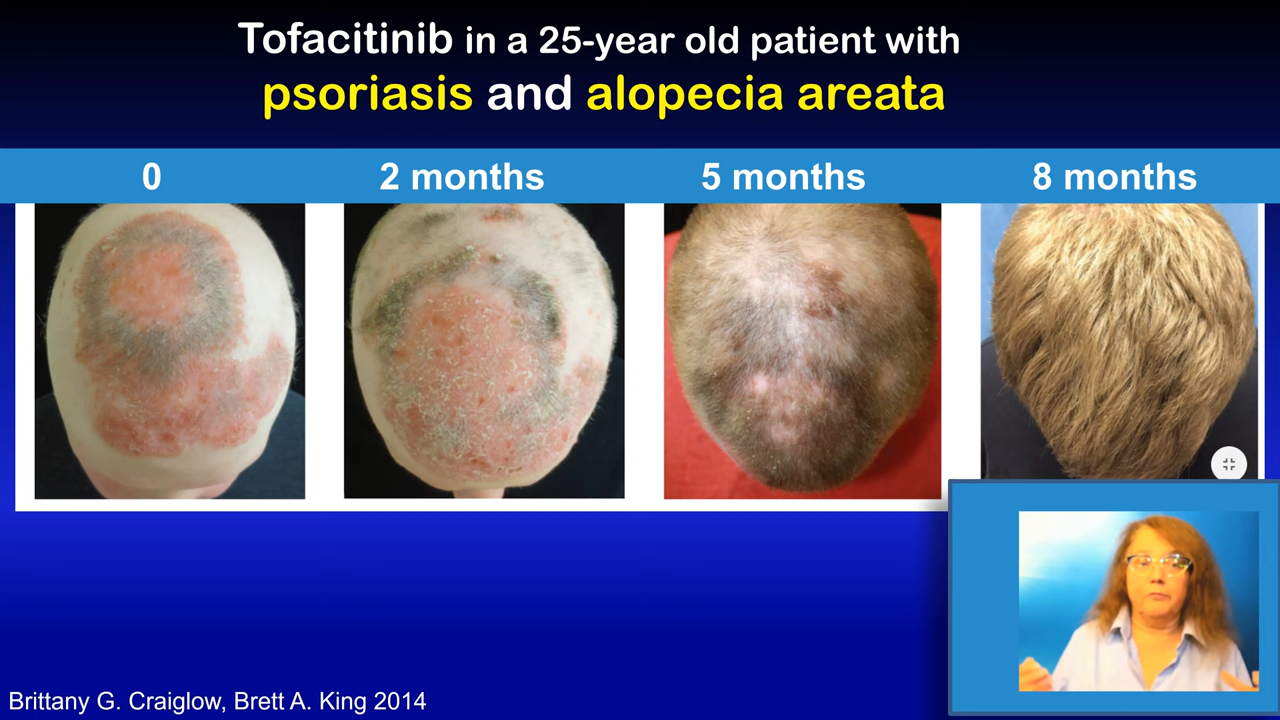 Tofacitinib in a 25-year old patient with
psoriasis and alopecia areata
0 2 months 5 months 8 months
Brittany G. Craiglow, Brett A. King 2014